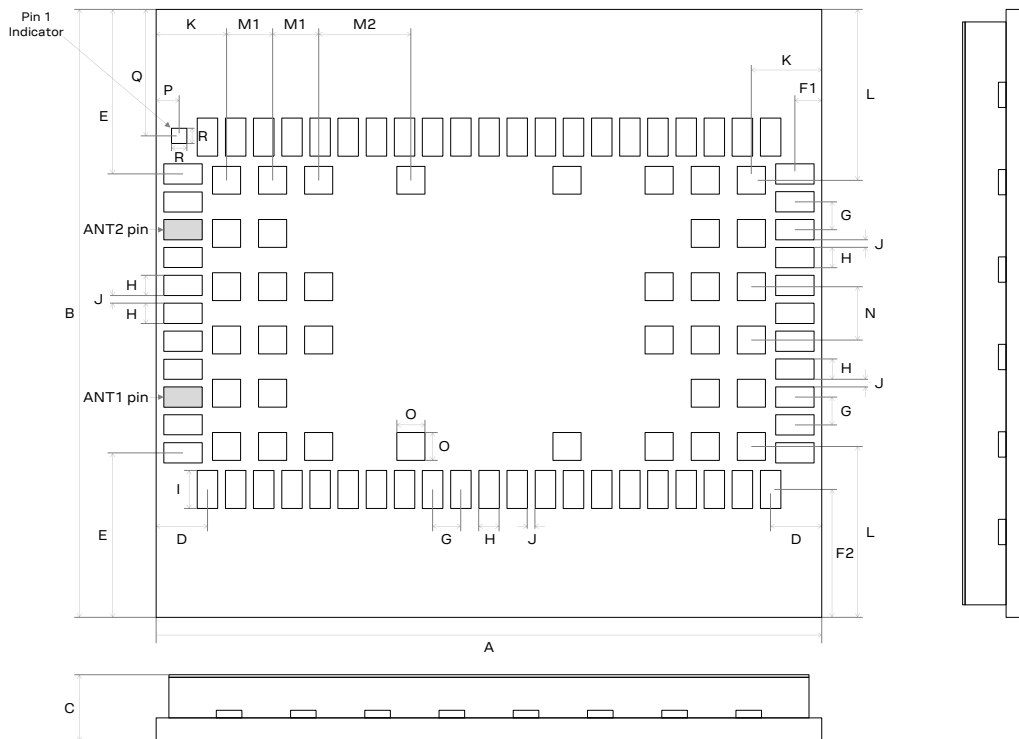 Pin 1
Indicator
K
M1
M1
M2
Q
K
P
F1
E
L
R
R
ANT2 pin
G
J
H
H
J
H
B
N
H
J
ANT1 pin
G
O
O
I
E
D
G
H
J
D
F2
L
A
C